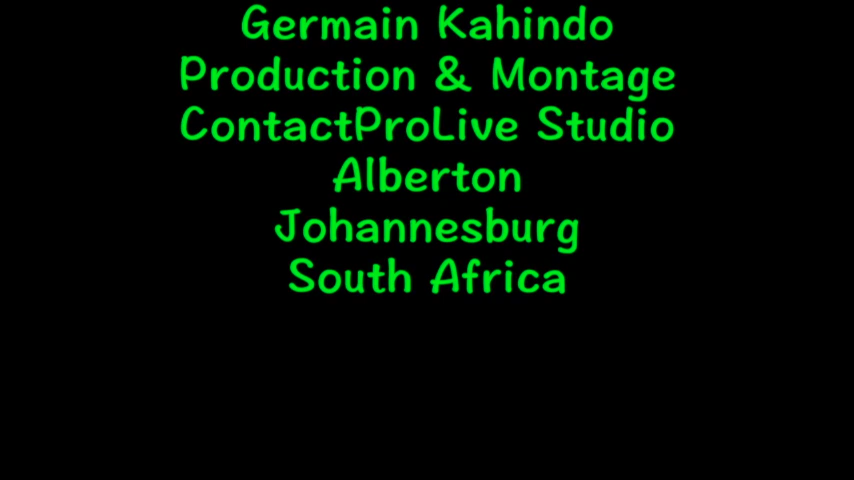 Germain Kahindo
Production & Montage
ContactProLive Studio
Alberton
Johannesburg
South Africa